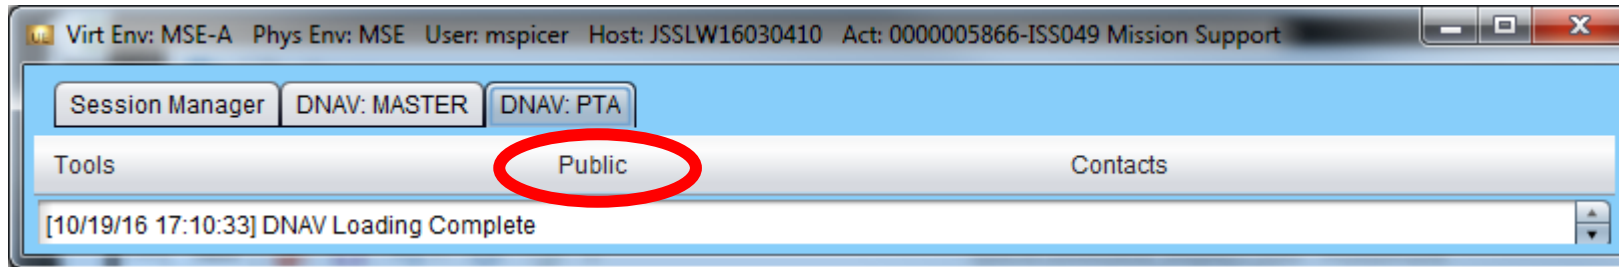 Virt Env: MSE-A Phys Env: MSE User: mspicer Host: JSSLW16030410 Act: 0000005866-ISS049 Mission Support
Session Manager DNAV: MASTER DNAV: PTA
Tools Public Contacts
[10/19/16 17:10:33] DNAV Loading Complete